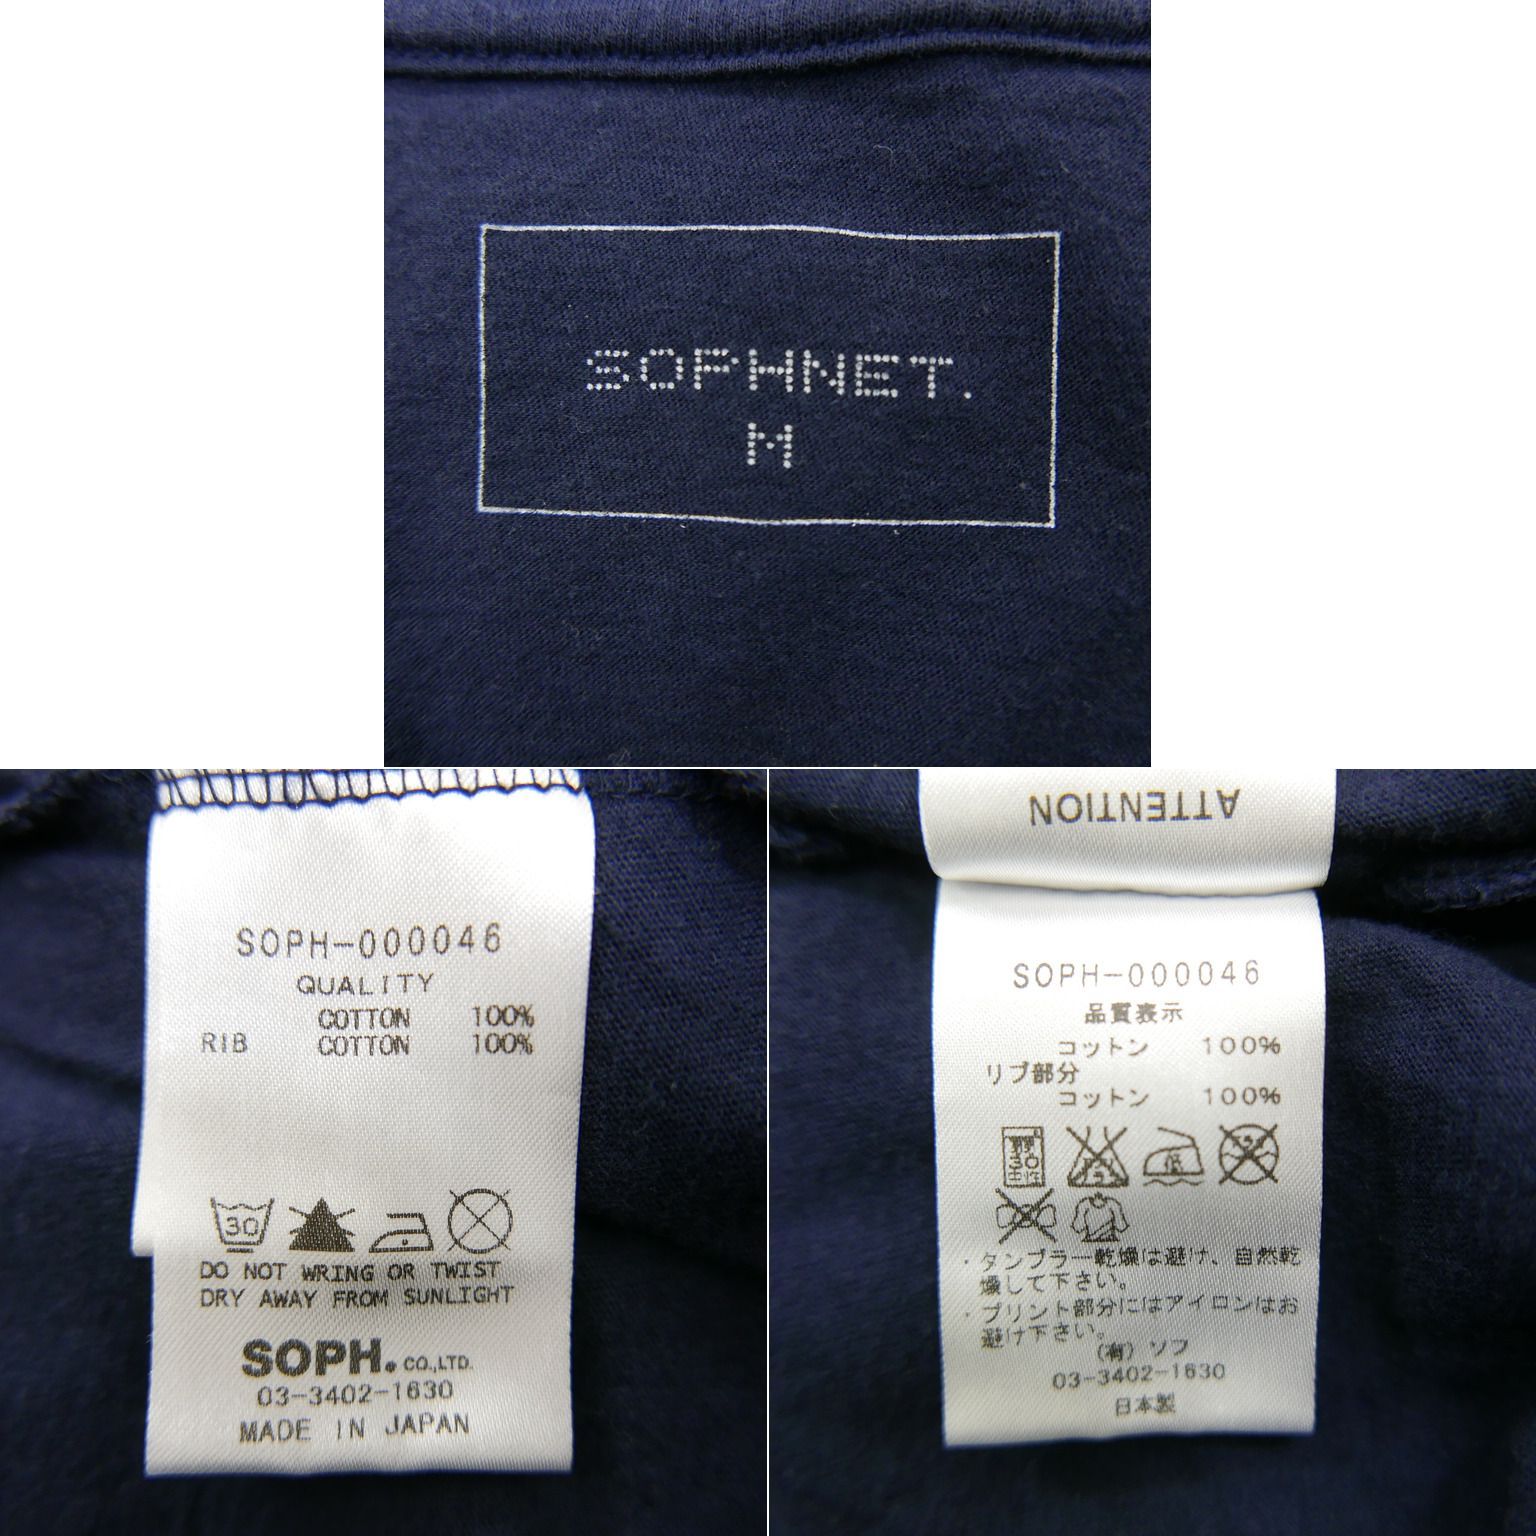 SOPHNET.
M
SOPH-000046
QUALITY
COTTON 100%
RIB COTTON 100%
30
DO NOT WRING OR TWIST
DRY AWAY FROM SUNLIGHT
SOPH. CO.,LTD.
03-3402-1630
MADE IN JAPAN
ATTENTION
SOPH-000046
品質表示
コットン 100%
リブ部分
コットン 100%
30
・タンブラー乾燥は避け、自然乾
燥して下さい。
・プリント部分にはアイロンはお
避け下さい。
(有) ソフ
03-3402-1630
日本製